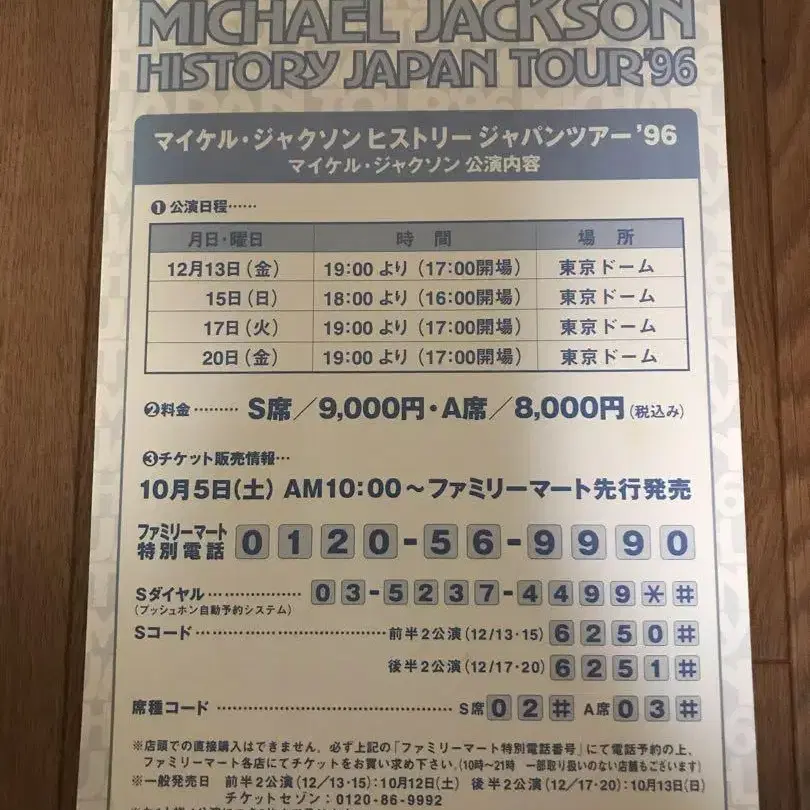 MICHAEL JACKSON
HISTORY JAPAN TOUR'96
マイケル・ジャクソン ヒストリー ジャパンツアー'96
マイケル・ジャクソン 公演内容
❶公演日程……
月日・曜日 時 間 場 所
12月13日(金) 19:00 より (17:00開場) 東京ドーム
15日(日) 18:00 より (16:00開場) 東京ドーム
17日(火) 19:00 より (17:00開場) 東京ドーム
20日(金) 19:00 より (17:00開場) 東京ドーム
❷料金……… S席/9,000円・A席/8,000円(税込み)
❸チケット販売情報…
10月5日(土) AM10:00~ファミリーマート先行発売
ファミリーマート
特別電話 0120-56-9990
Sダイヤル……………… 03-5237-4499*#
(プッシュホン自動予約システム)
Sコード……………………前半2公演(12/13・15) 6250#
後半2公演(12/17・20) 6251#
席種コード……………………………S席02# A席03#
※店頭での直接購入はできません。必ず上記の「ファミリーマート特別電話番号」にて電話予約の上、
ファミリーマート各店にてチケットをお買い求め下さい。(10時~21時 一部取り扱いのない店舗もございます)
※一般発売日 前半2公演(12/13・15):10月12日(土) 後半2公演(12/17・20):10月13日(日)
チケットセゾン:0120-86-9992